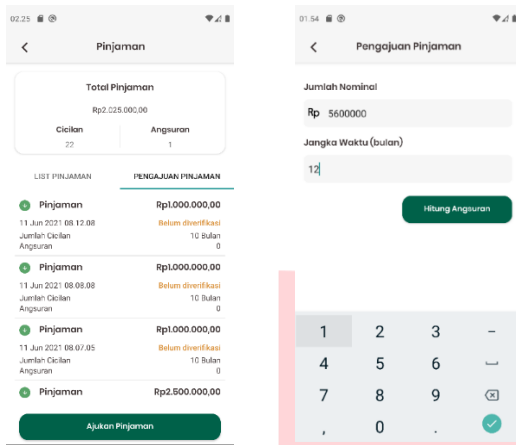 02.25
Pinjaman
Total Pinjaman
Rp2.025.000,00
Cicilan
Angsuran
22
1
LIST PINJAMAN
PENGAJUAN PINJAMAN
Pinjaman
Rp1.000.000,00
11 Jun 2021 08.12.08
Belum diverifikasi
Jumlah Cicilan
10 Bulan
Angsuran
0
Pinjaman
Rp1.000.000,00
11 Jun 2021 08.08.08
Belum diverifikasi
Jumlah Cicilan
10 Bulan
Angsuran
0
Pinjaman
Rp1.000.000,00
11 Jun 2021 08.07.05
Belum diverifikasi
Jumlah Cicilan
10 Bulan
Angsuran
0
Pinjaman
Rp2.500.000,00
Ajukan Pinjaman
01.54
Pengajuan Pinjaman
Jumlah Nominal
Rp 5600000
Jangka Waktu (bulan)
12
Hitung Angsuran
1 2 3 -
4 5 6
7 8 9
, 0 .